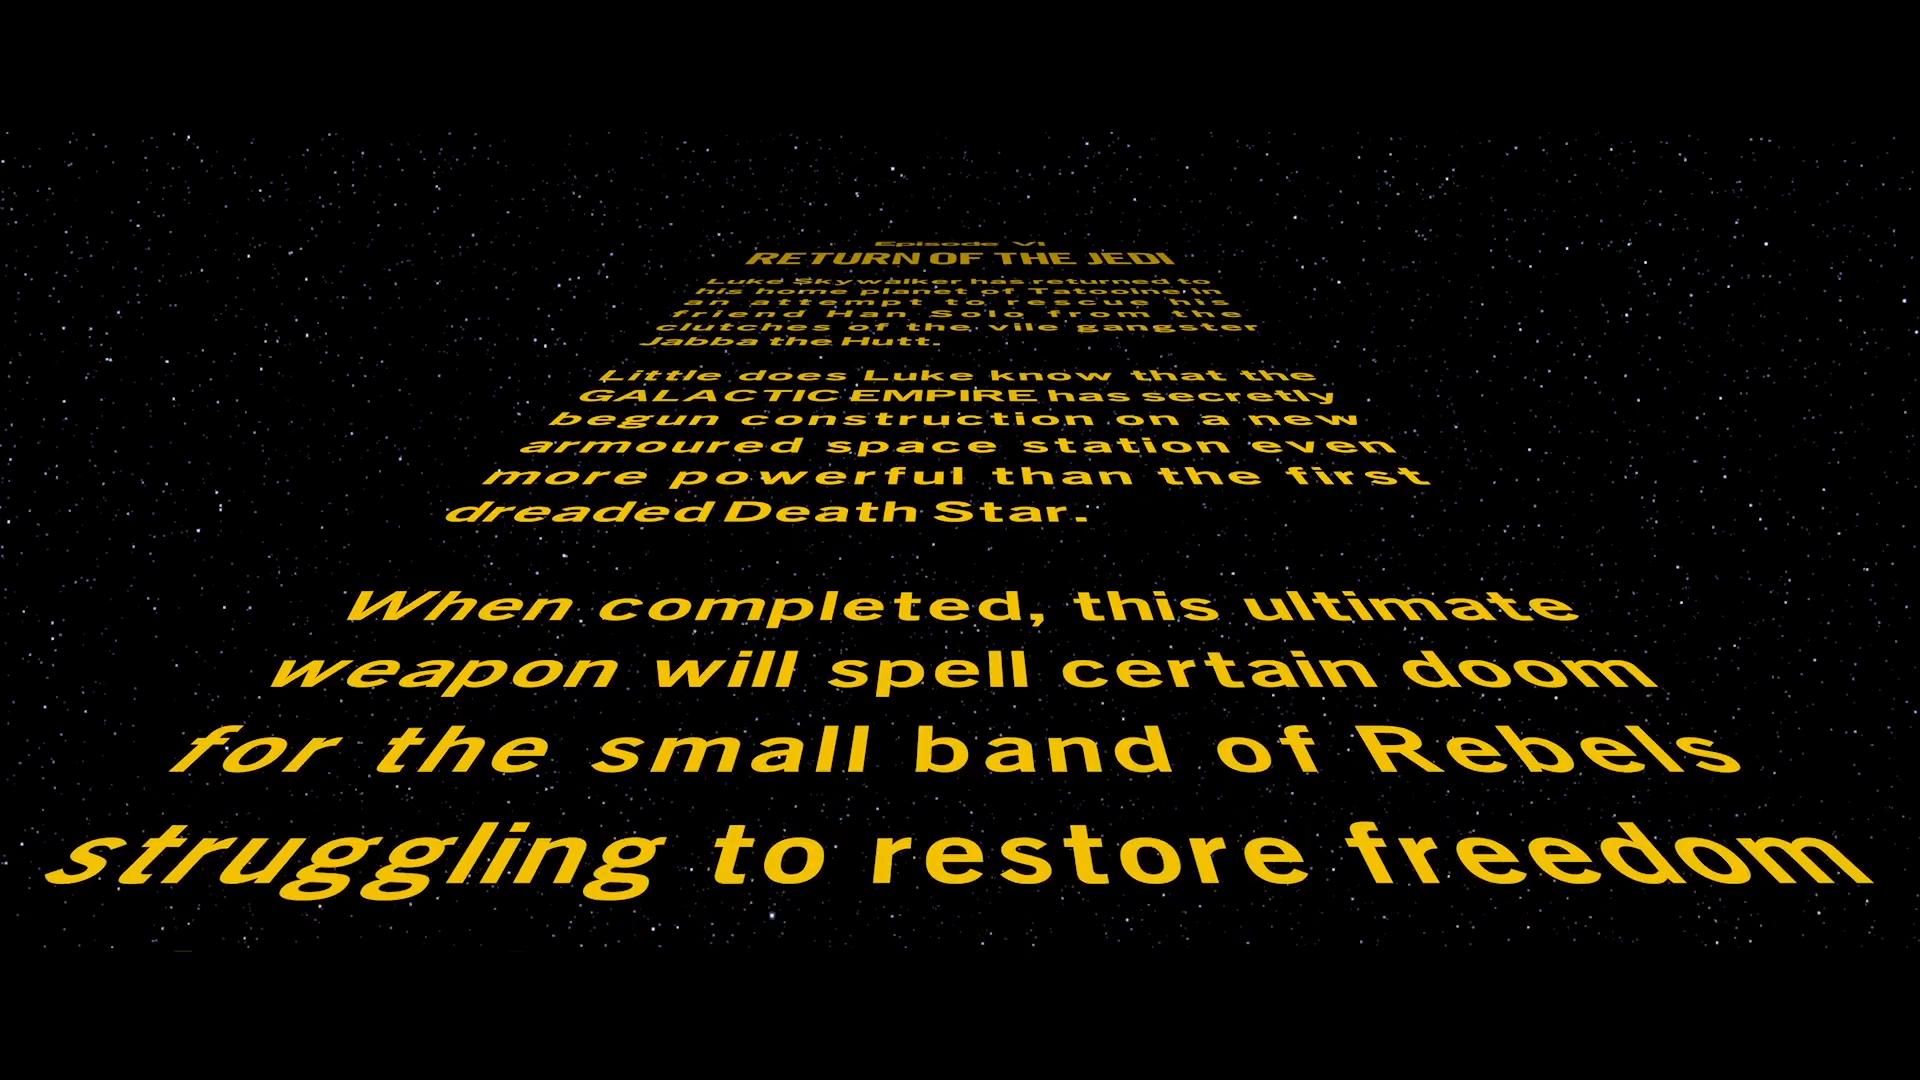 Episode VI
RETURN OF THE JEDI
Luke Skywalker has returned to
his home planet of Tatooine in
an attempt to rescue his
friend Han Solo from the
clutches of the vile gangster
Jabba the Hutt.
Little does Luke know that the
GALACTIC EMPIRE has secretly
begun construction on a new
armoured space station even
more powerful than the first
dreaded Death Star.
When completed, this ultimate
weapon will spell certain doom
for the small band of Rebels
struggling to restore freedom